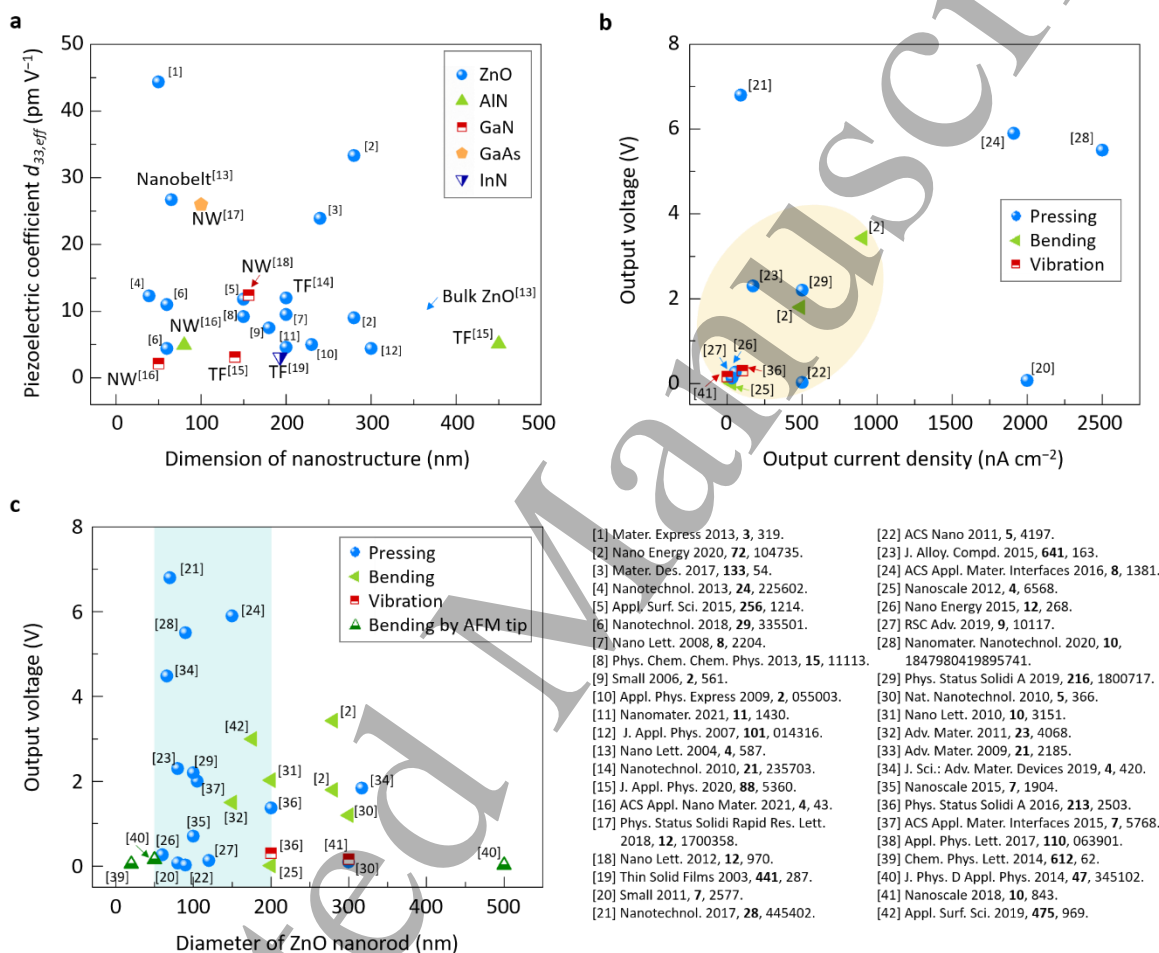 a
50
40
30
20
10
0
0 100 200 300 400 500
Piezoelectric coefficient d33,eff (pm V−1)
Dimension of nanostructure (nm)
ZnO
AlN
GaN
GaAs
InN
[1]
[2]
Nanobelt[13]
NW[17]
[3]
NW[18]
[4]
[6]
[5]
TF[14]
Bulk ZnO[13]
[8]
[7]
[2]
NW[16]
[9]
[11]
[6]
[10]
[12]
TF[15]
NW[16]
TF[15]
TF[19]
b
8
6
4
2
0
0 500 1000 1500 2000 2500
Output voltage (V)
Output current density (nA cm−2)
Pressing
Bending
Vibration
[21]
[24]
[28]
[2]
[23]
[29]
[2]
[27]
[26]
[36]
[22]
[20]
[41]
[25]
c
8
6
4
2
0
0 100 200 300 400 500
Output voltage (V)
Diameter of ZnO nanorod (nm)
Pressing
Bending
Vibration
Bending by AFM tip
[21]
[28]
[24]
[34]
[42]
[2]
[23]
[29]
[31]
[2]
[34]
[37]
[32]
[36]
[30]
[35]
[40]
[26]
[27]
[36]
[41]
[40]
[39]
[20]
[22]
[25]
[30]
[1] Mater. Express 2013, 3, 319.
[2] Nano Energy 2020, 72, 104735.
[3] Mater. Des. 2017, 133, 54.
[4] Nanotechnol. 2013, 24, 225602.
[5] Appl. Surf. Sci. 2015, 256, 1214.
[6] Nanotechnol. 2018, 29, 335501.
[7] Nano Lett. 2008, 8, 2204.
[8] Phys. Chem. Chem. Phys. 2013, 15, 11113.
[9] Small 2006, 2, 561.
[10] Appl. Phys. Express 2009, 2, 055003.
[11] Nanomater. 2021, 11, 1430.
[12] J. Appl. Phys. 2007, 101, 014316.
[13] Nano Lett. 2004, 4, 587.
[14] Nanotechnol. 2010, 21, 235703.
[15] J. Appl. Phys. 2020, 88, 5360.
[16] ACS Appl. Nano Mater. 2021, 4, 43.
[17] Phys. Status Solidi Rapid Res. Lett.
2018, 12, 1700358.
[18] Nano Lett. 2012, 12, 970.
[19] Thin Solid Films 2003, 441, 287.
[20] Small 2011, 7, 2577.
[21] Nanotechnol. 2017, 28, 445402.
[22] ACS Nano 2011, 5, 4197.
[23] J. Alloy. Compd. 2015, 641, 163.
[24] ACS Appl. Mater. Interfaces 2016, 8, 1381.
[25] Nanoscale 2012, 4, 6568.
[26] Nano Energy 2015, 12, 268.
[27] RSC Adv. 2019, 9, 10117.
[28] Nanomater. Nanotechnol. 2020, 10,
1847980419895741.
[29] Phys. Status Solidi A 2019, 216, 1800717.
[30] Nat. Nanotechnol. 2010, 5, 366.
[31] Nano Lett. 2010, 10, 3151.
[32] Adv. Mater. 2011, 23, 4068.
[33] Adv. Mater. 2009, 21, 2185.
[34] J. Sci.: Adv. Mater. Devices 2019, 4, 420.
[35] Nanoscale 2015, 7, 1904.
[36] Phys. Status Solidi A 2016, 213, 2503.
[37] ACS Appl. Mater. Interfaces 2015, 7, 5768.
[38] Appl. Phys. Lett. 2017, 110, 063901.
[39] Chem. Phys. Lett. 2014, 612, 62.
[40] J. Phys. D Appl. Phys. 2014, 47, 345102.
[41] Nanoscale 2018, 10, 843.
[42] Appl. Surf. Sci. 2019, 475, 969.
ted Manuscri